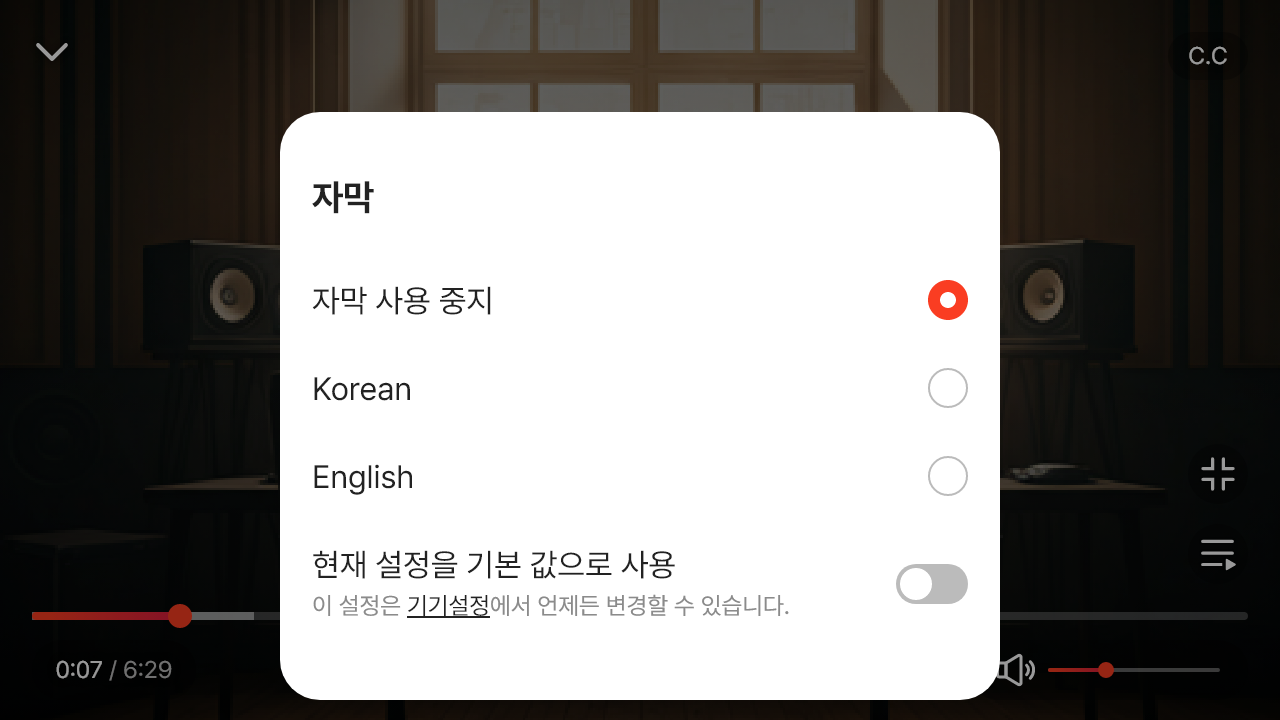 C.C
자막
자막 사용 중지
Korean
English
현재 설정을 기본 값으로 사용
이 설정은 기기설정에서 언제든 변경할 수 있습니다.
0:07 / 6:29